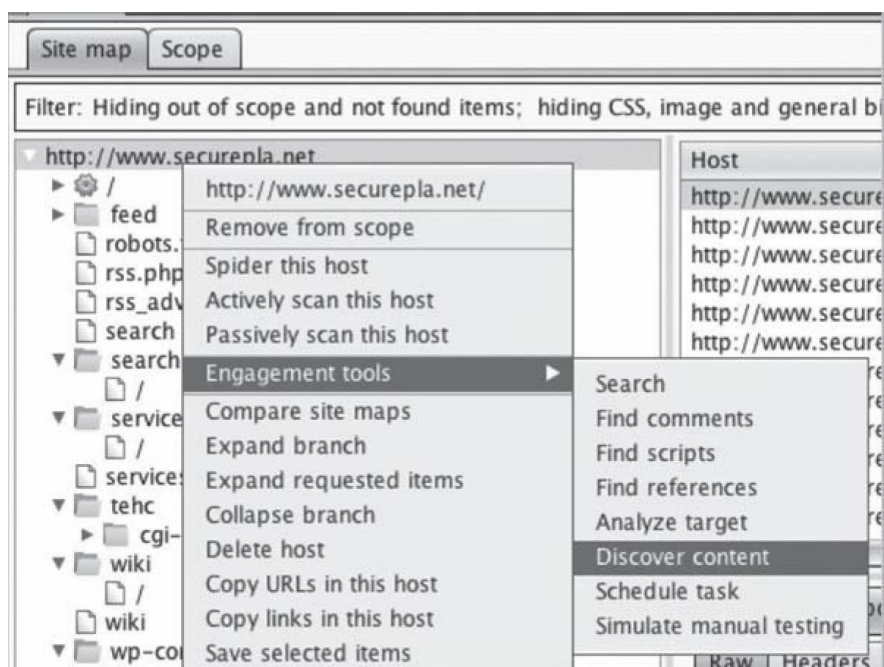 Site map Scope
Filter: Hiding out of scope and not found items; hiding CSS, image and general
http://www.securepla.net
/
feed
robots.
rss.php
rss_adv
search
search
/
service
/
services
tehc
cgi-
wiki
/
wiki
wp-co
http://www.securepla.net/
Remove from scope
Spider this host
Actively scan this host
Passively scan this host
Engagement tools
Compare site maps
Expand branch
Expand requested items
Collapse branch
Delete host
Copy URLs in this host
Copy links in this host
Save selected items
Search
Find comments
Find scripts
Find references
Analyze target
Discover content
Schedule task
Simulate manual testing
Host
http://www.secure
http://www.secure
http://www.secure
http://www.secure
http://www.secure
http://www.secure
Raw Headers